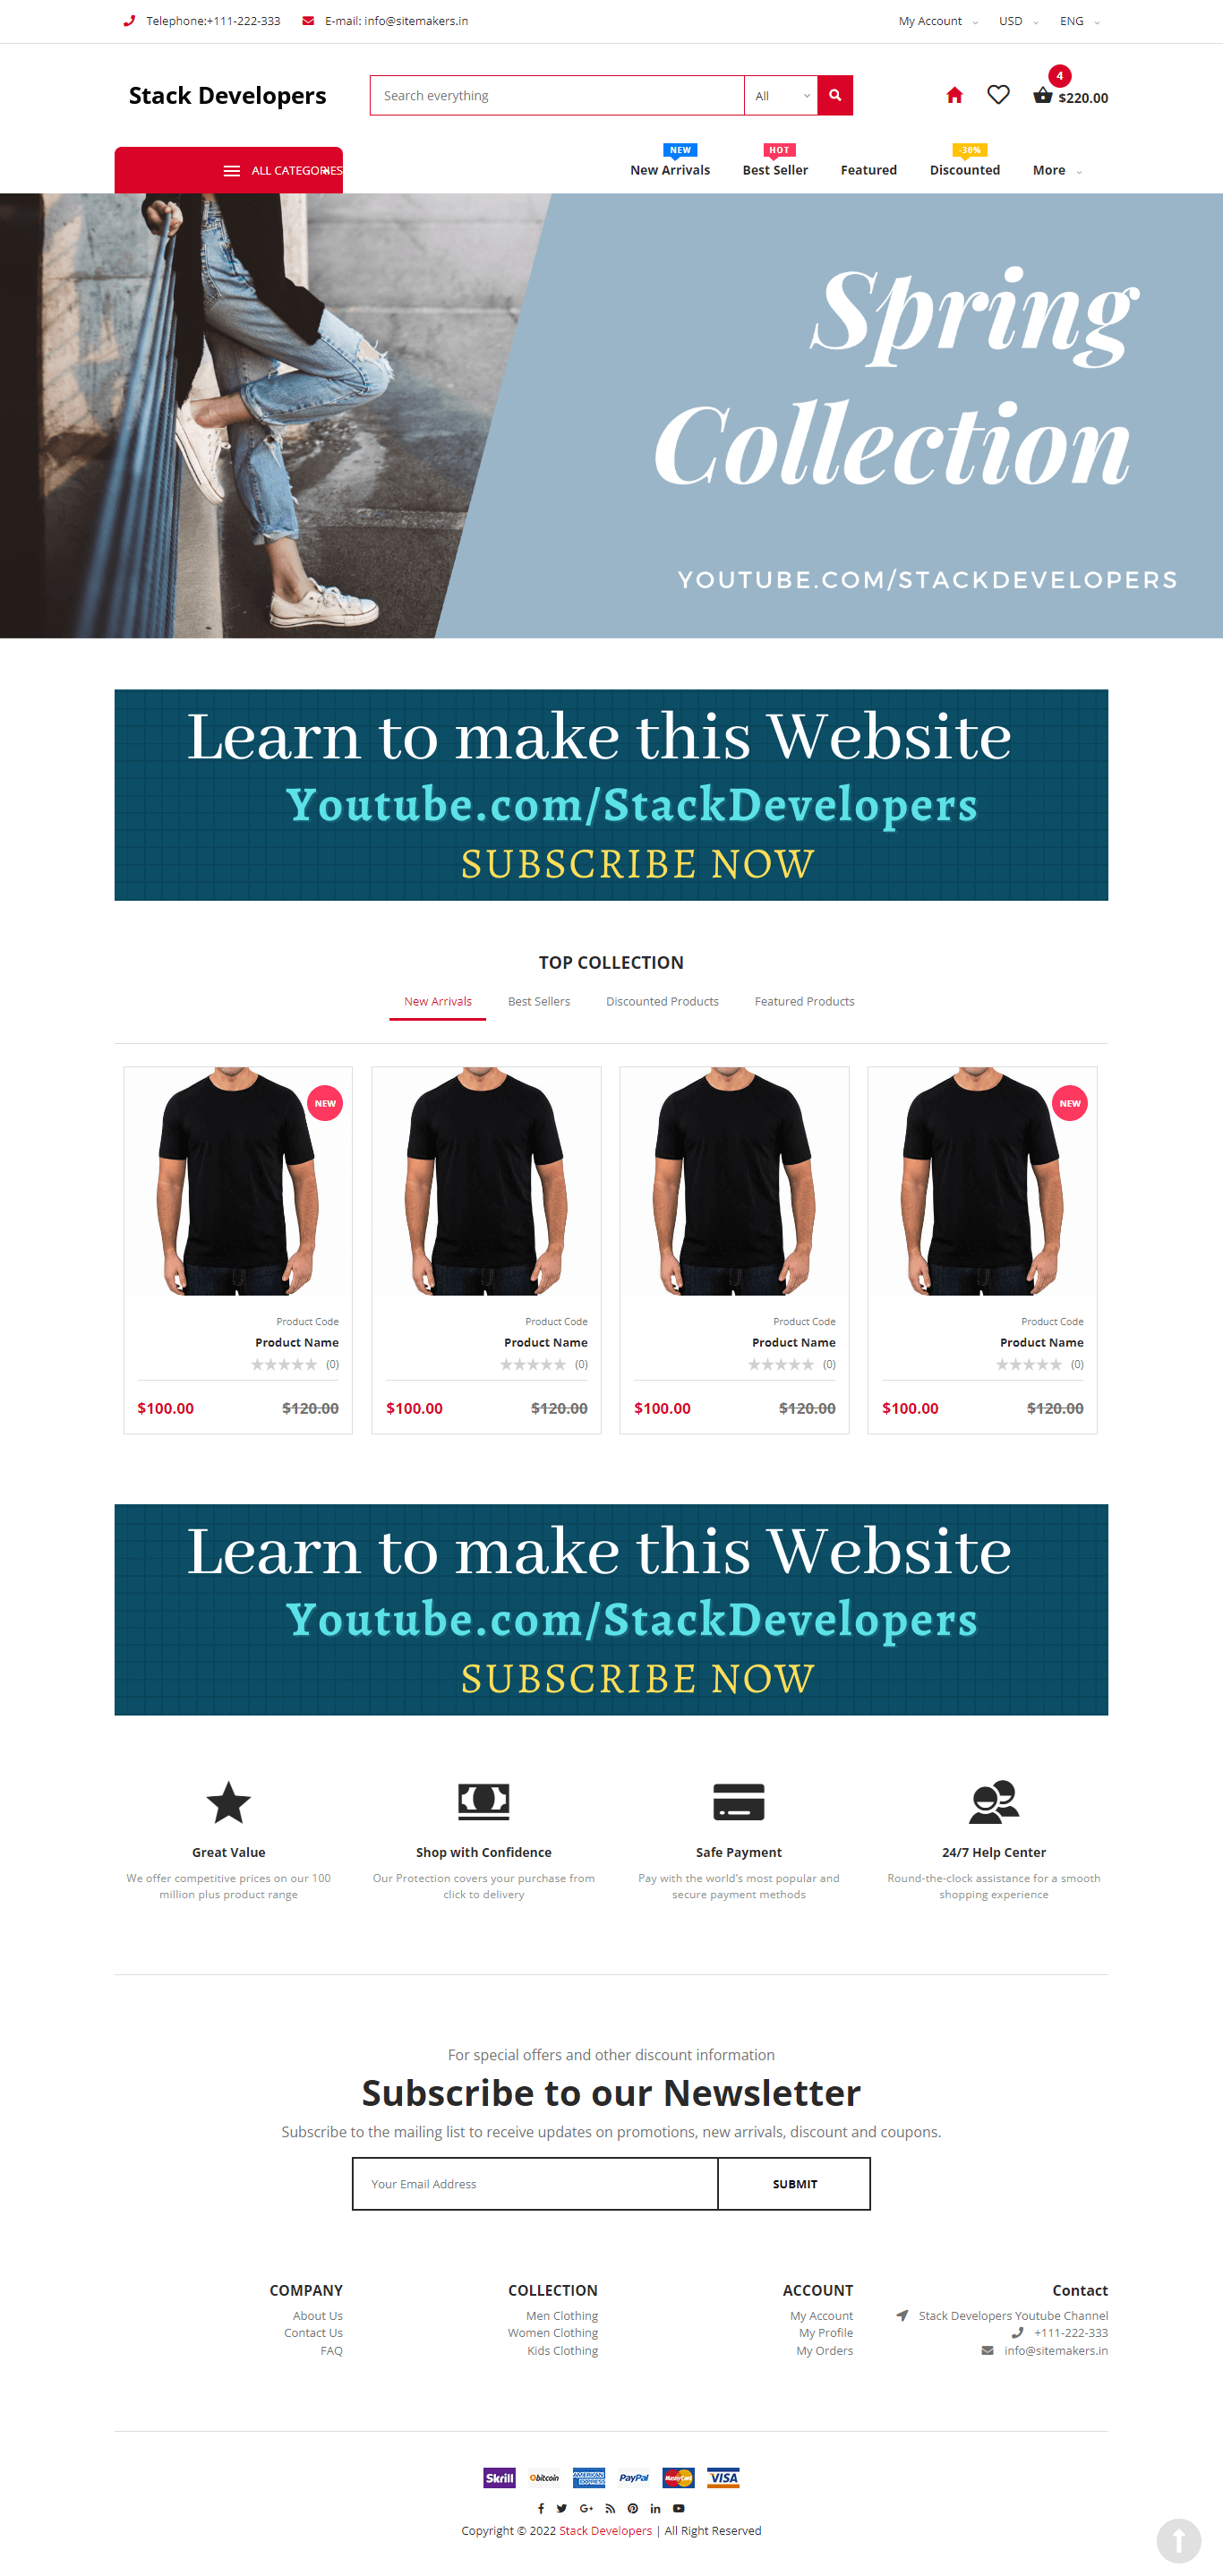 Telephone:+111-222-333 E-mail: info@sitemakers.in My Account USD ENG
Stack Developers Search everything All 4 $220.00
NEW HOT -30%
ALL CATEGORIES New Arrivals Best Seller Featured Discounted More
Spring
Collection
YOUTUBE.COM/STACKDEVELOPERS
Learn to make this Website
Youtube.com/StackDevelopers
SUBSCRIBE NOW
TOP COLLECTION
New Arrivals Best Sellers Discounted Products Featured Products
NEW NEW
Product Code Product Code Product Code Product Code
Product Name Product Name Product Name Product Name
(0) (0) (0) (0)
$100.00 $120.00 $100.00 $120.00 $100.00 $120.00 $100.00 $120.00
Learn to make this Website
Youtube.com/StackDevelopers
SUBSCRIBE NOW
Great Value Shop with Confidence Safe Payment 24/7 Help Center
We offer competitive prices on our 100 Our Protection covers your purchase from Pay with the world's most popular and Round-the-clock assistance for a smooth
million plus product range click to delivery secure payment methods shopping experience
For special offers and other discount information
Subscribe to our Newsletter
Subscribe to the mailing list to receive updates on promotions, new arrivals, discount and coupons.
Your Email Address SUBMIT
COMPANY COLLECTION ACCOUNT Contact
About Us Men Clothing My Account Stack Developers Youtube Channel
Contact Us Women Clothing My Profile +111-222-333
FAQ Kids Clothing My Orders info@sitemakers.in
Skrill bitcoin AMERICAN EXPRESS PayPal MasterCard VISA
Copyright © 2022 Stack Developers | All Right Reserved